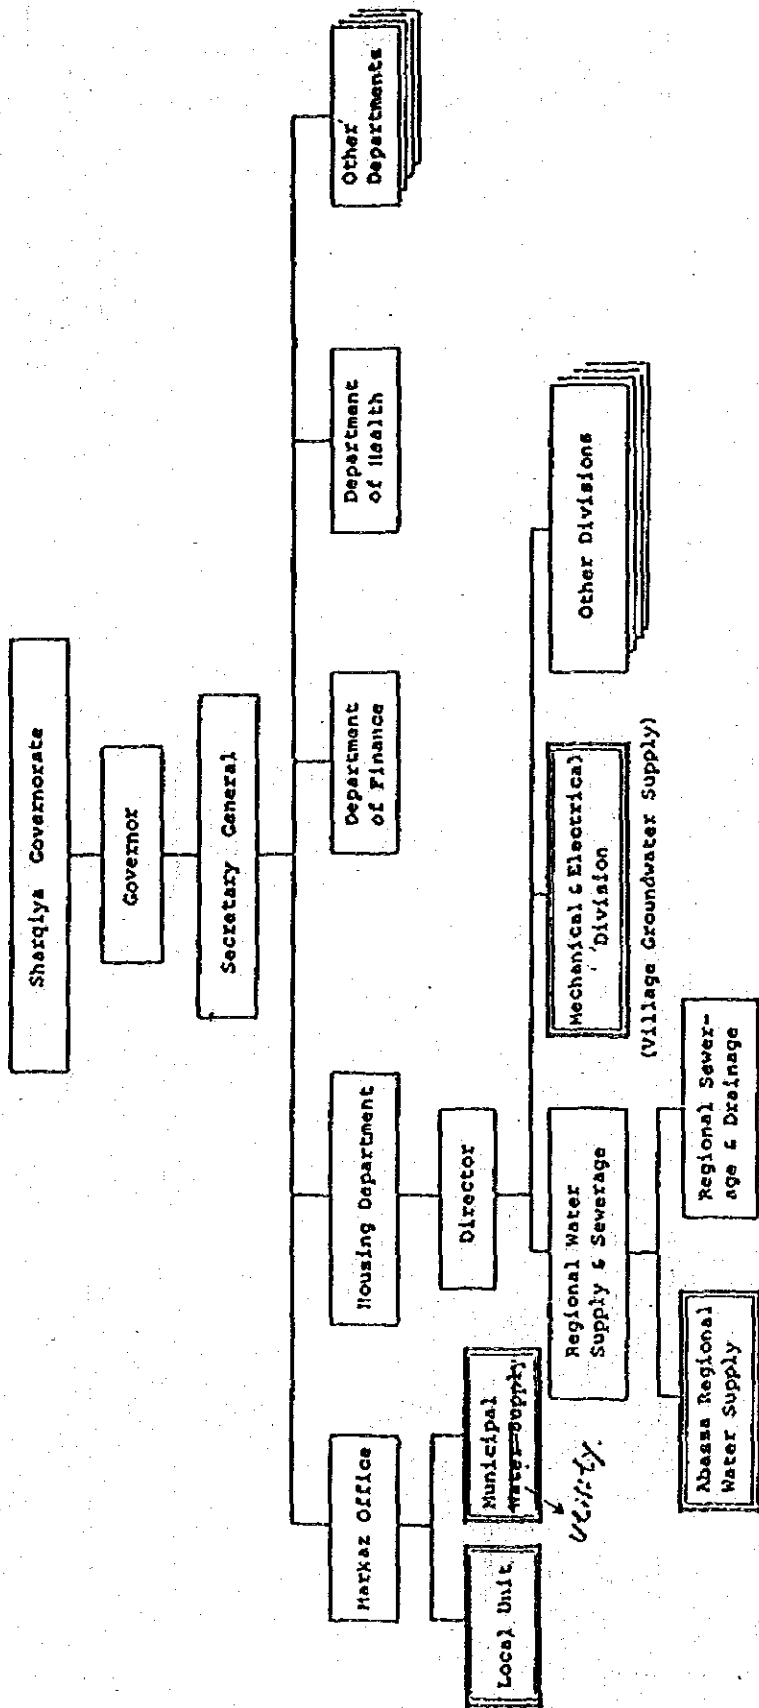 Sharqiya Governorate
Governor
Secretary General
Markaz Office
Housing Department
Department
of Finance
Department
of Health
Other
Departments
Local Unit
Municipal
Water Supply
utility.
Director
Regional Water
Supply & Sewerage
Mechanical & Electrical
Division
(Village Groundwater Supply)
Other Divisions
Abassa Regional
Water Supply
Regional Sewer-
age & Drainage